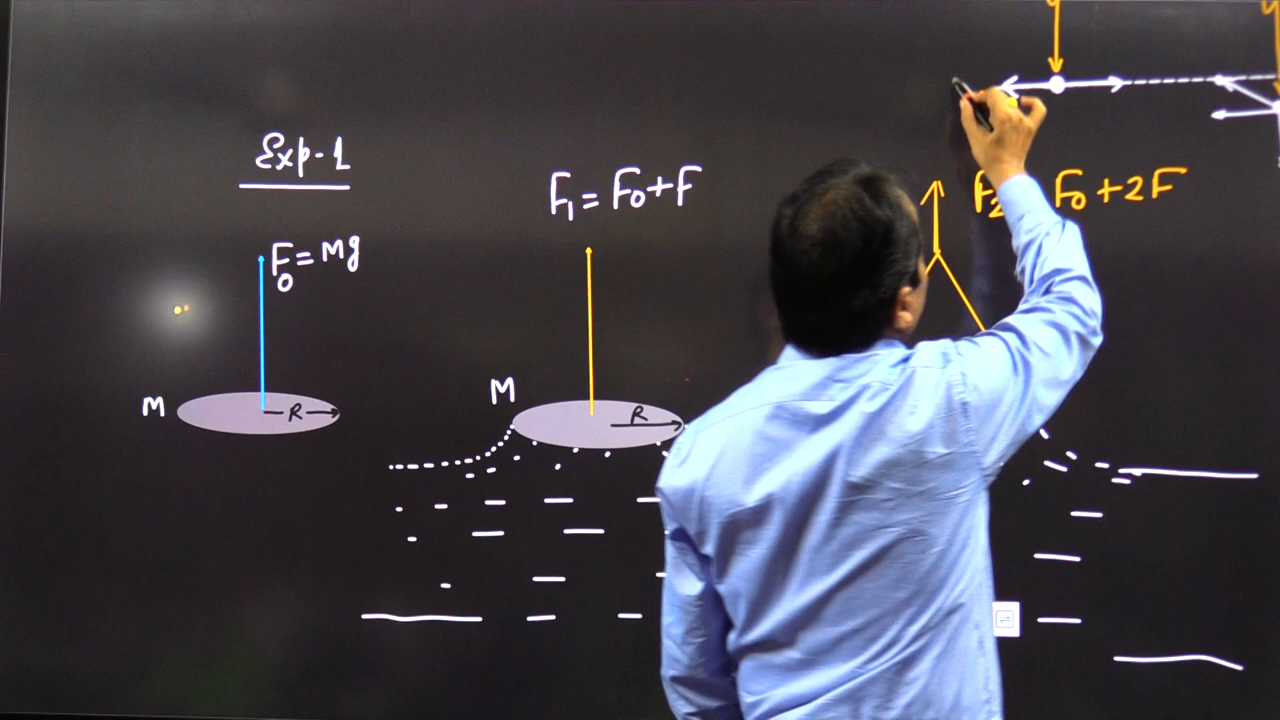 Exp-1
F₀ = Mg
M
R
F₁ = F₀ + F
M
R
F₂ F₀ + 2F